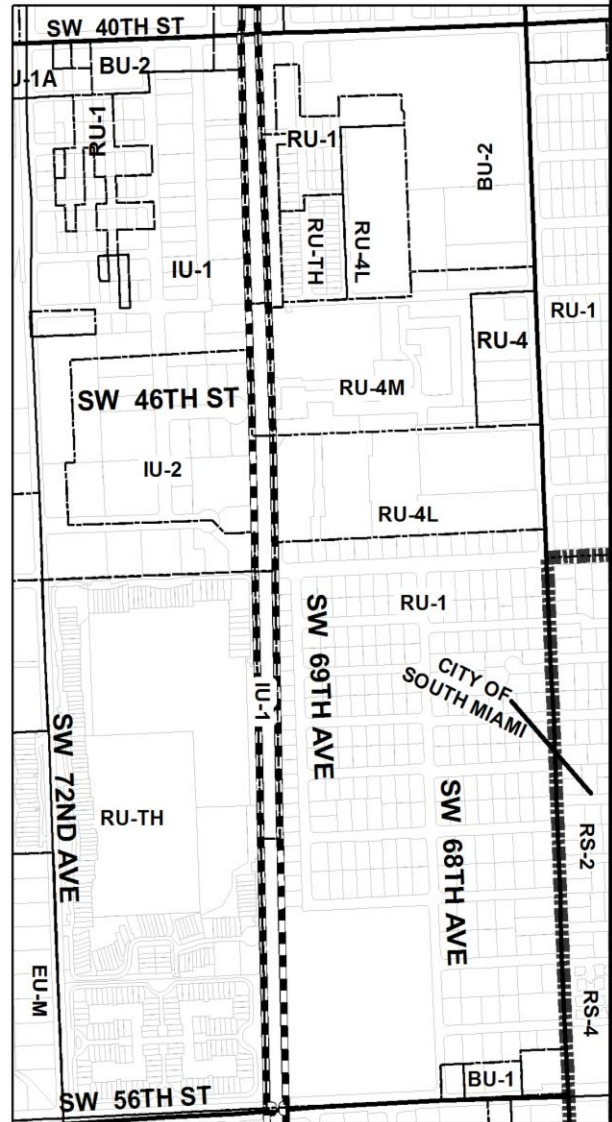 SW 40TH ST
BU-2
J-1A
RU-1
RU-1
BU-2
RU-TH
RU-4L
IU-1
RU-1
RU-4
SW 46TH ST
RU-4M
IU-2
RU-4L
RU-1
SW 69TH AVE
CITY OF
SOUTH MIAMI
IU-1
SW 72ND AVE
RU-TH
SW 68TH AVE
RS-2
EU-M
RS-4
BU-1
SW 56TH ST